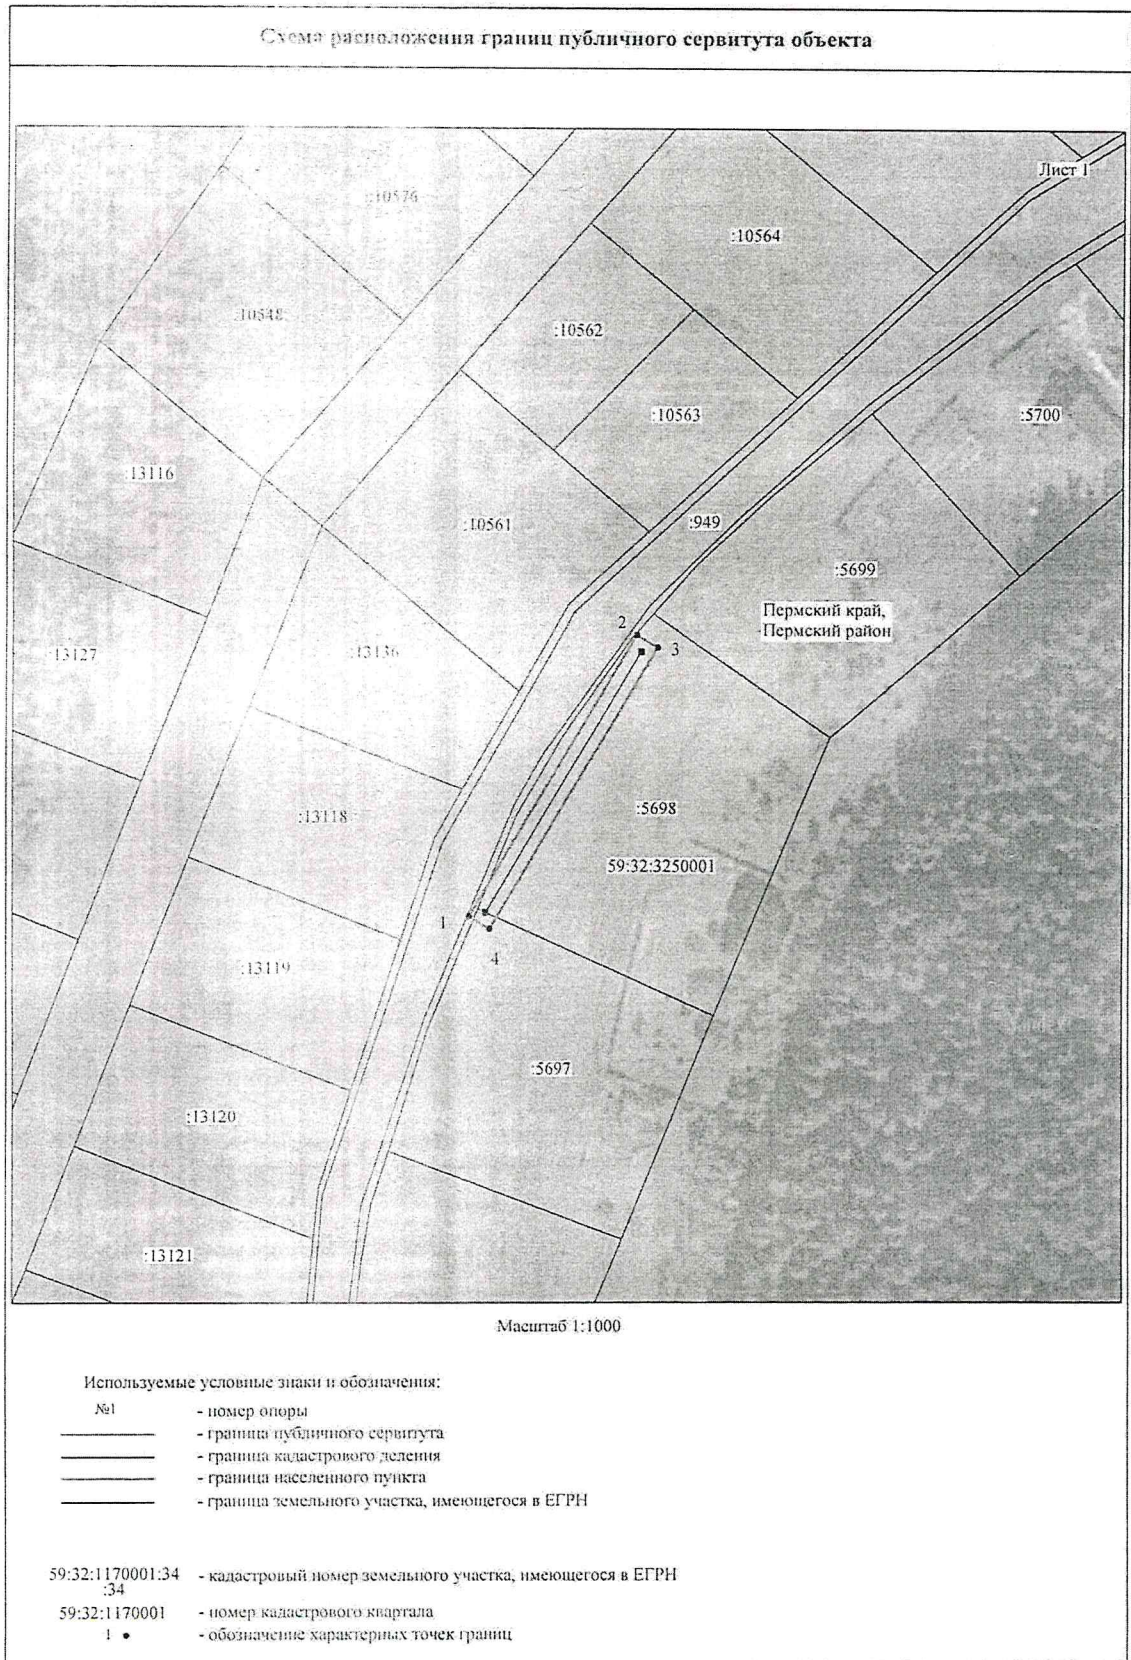 Схема расположения границ публичного сервитута объекта
Лист 1
:10576
:10564
:10548
:10562
:10563
:5700
:13116
:10561
:949
:5699
Пермский край,
Пермский район
2
3
:13127
:13136
:13118
:5698
59:32:3250001
1
4
:13119
:5697
:13120
:13121
Масштаб 1:1000
Используемые условные знаки и обозначения:
№1 - номер опоры
- граница публичного сервитута
- граница кадастрового деления
- граница населенного пункта
- граница земельного участка, имеющегося в ЕГРН
59:32:1170001:34 - кадастровый номер земельного участка, имеющегося в ЕГРН
:34
59:32:1170001 - номер кадастрового квартала
1 ● - обозначение характерных точек границ